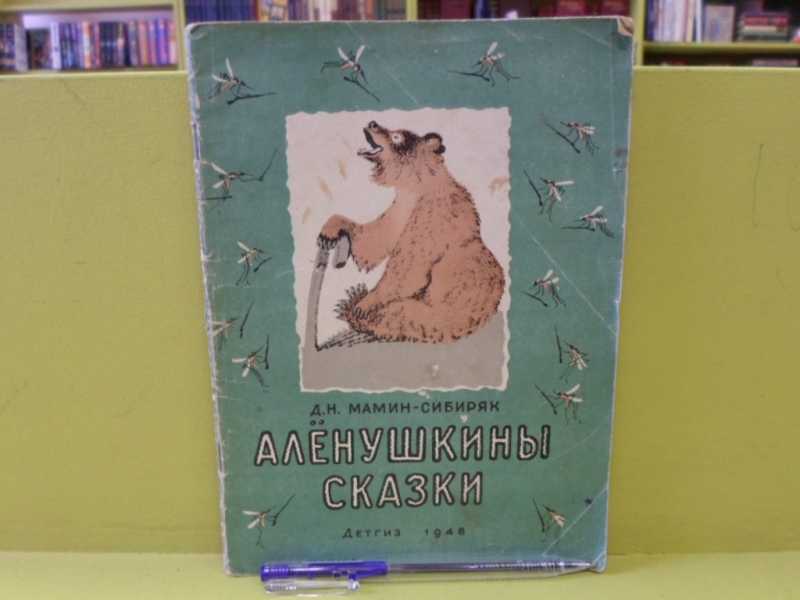 Д.Н. МАМИН-СИБИРЯК
АЛЁНУШКИНЫ
СКАЗКИ
ДЕТГИЗ 1948